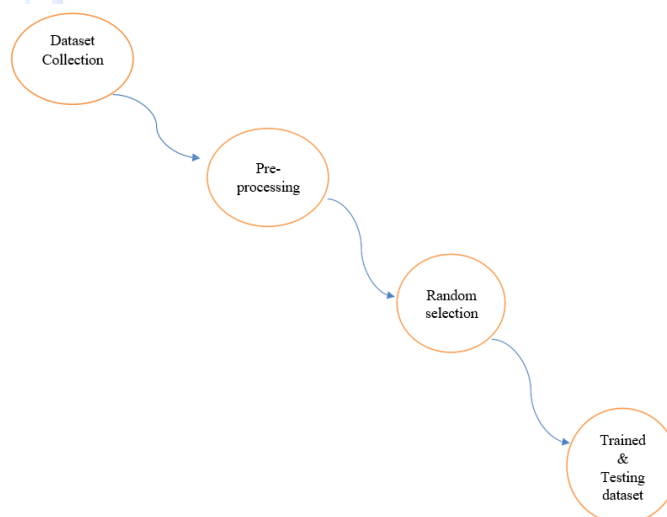 Dataset
Collection
Pre-
processing
Random
selection
Trained
&
Testing
dataset